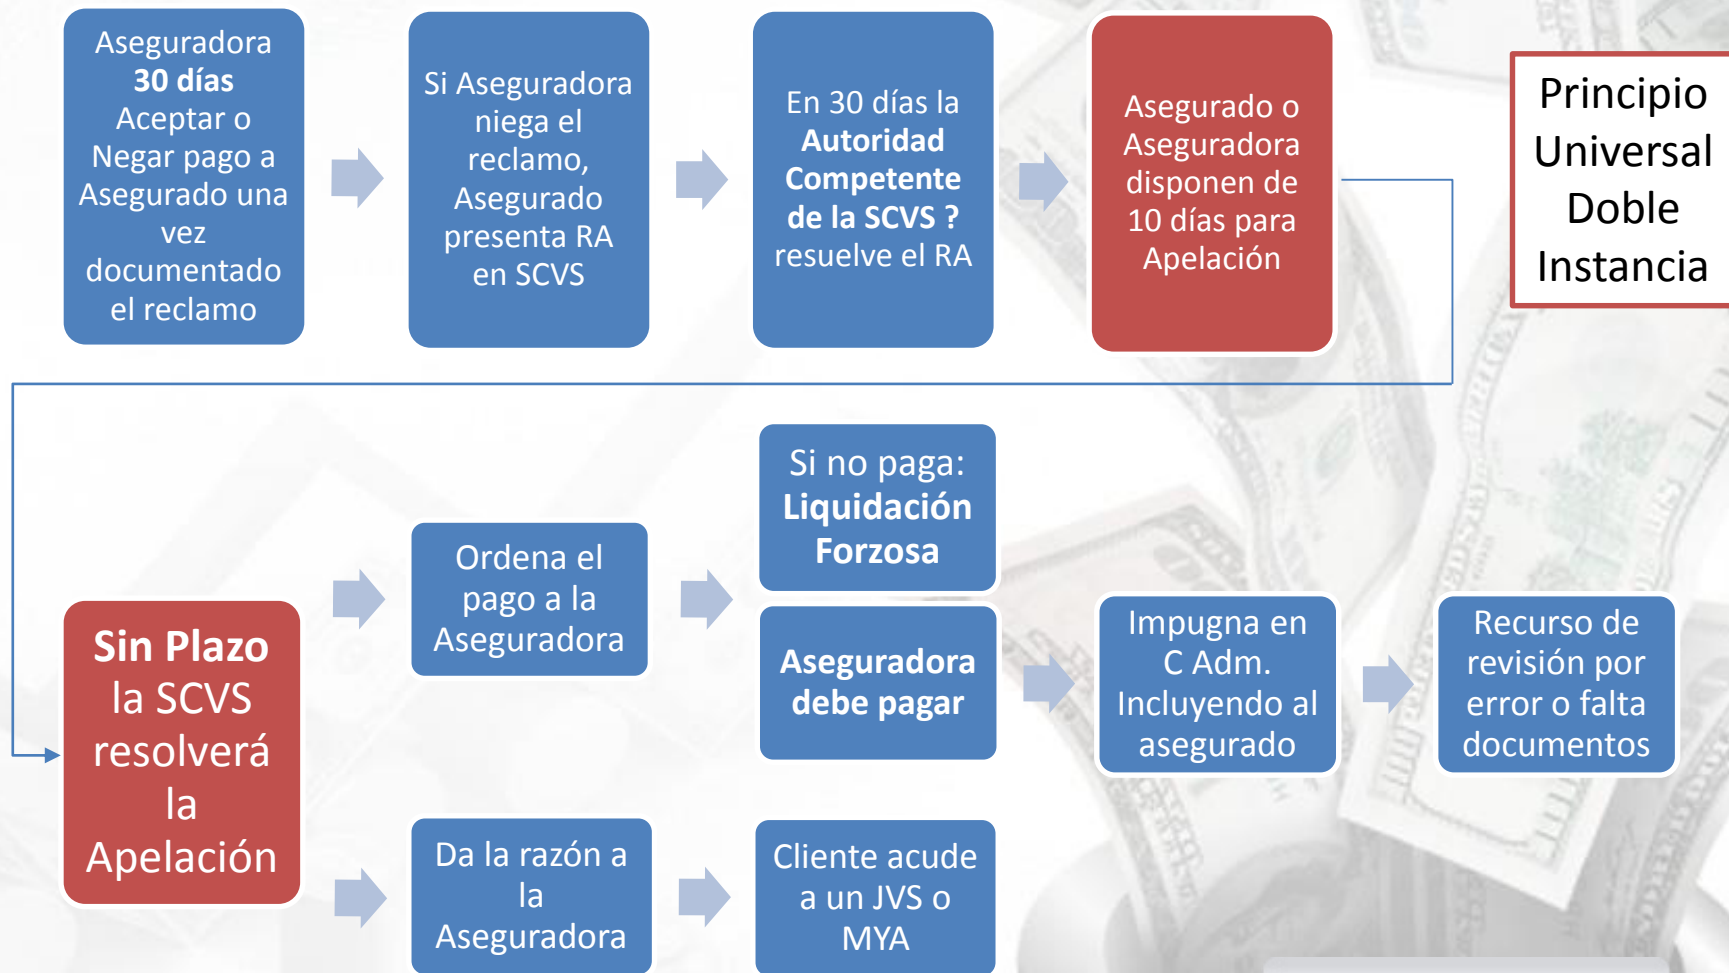 Aseguradora
30 días
Aceptar o
Negar pago a
Asegurado una
vez
documentado
el reclamo
Si Aseguradora
niega el
reclamo,
Asegurado
presenta RA
en SCVS
En 30 días la
Autoridad
Competente
de la SCVS ?
resuelve el RA
Asegurado o
Aseguradora
disponen de
10 días para
Apelación
Principio
Universal
Doble
Instancia
Sin Plazo
la SCVS
resolverá
la
Apelación
Ordena el
pago a la
Aseguradora
Si no paga:
Liquidación
Forzosa
Aseguradora
debe pagar
Impugna en
C Adm.
Incluyendo al
asegurado
Recurso de
revisión por
error o falta
documentos
Da la razón a
la
Aseguradora
Cliente acude
a un JVS o
MYA